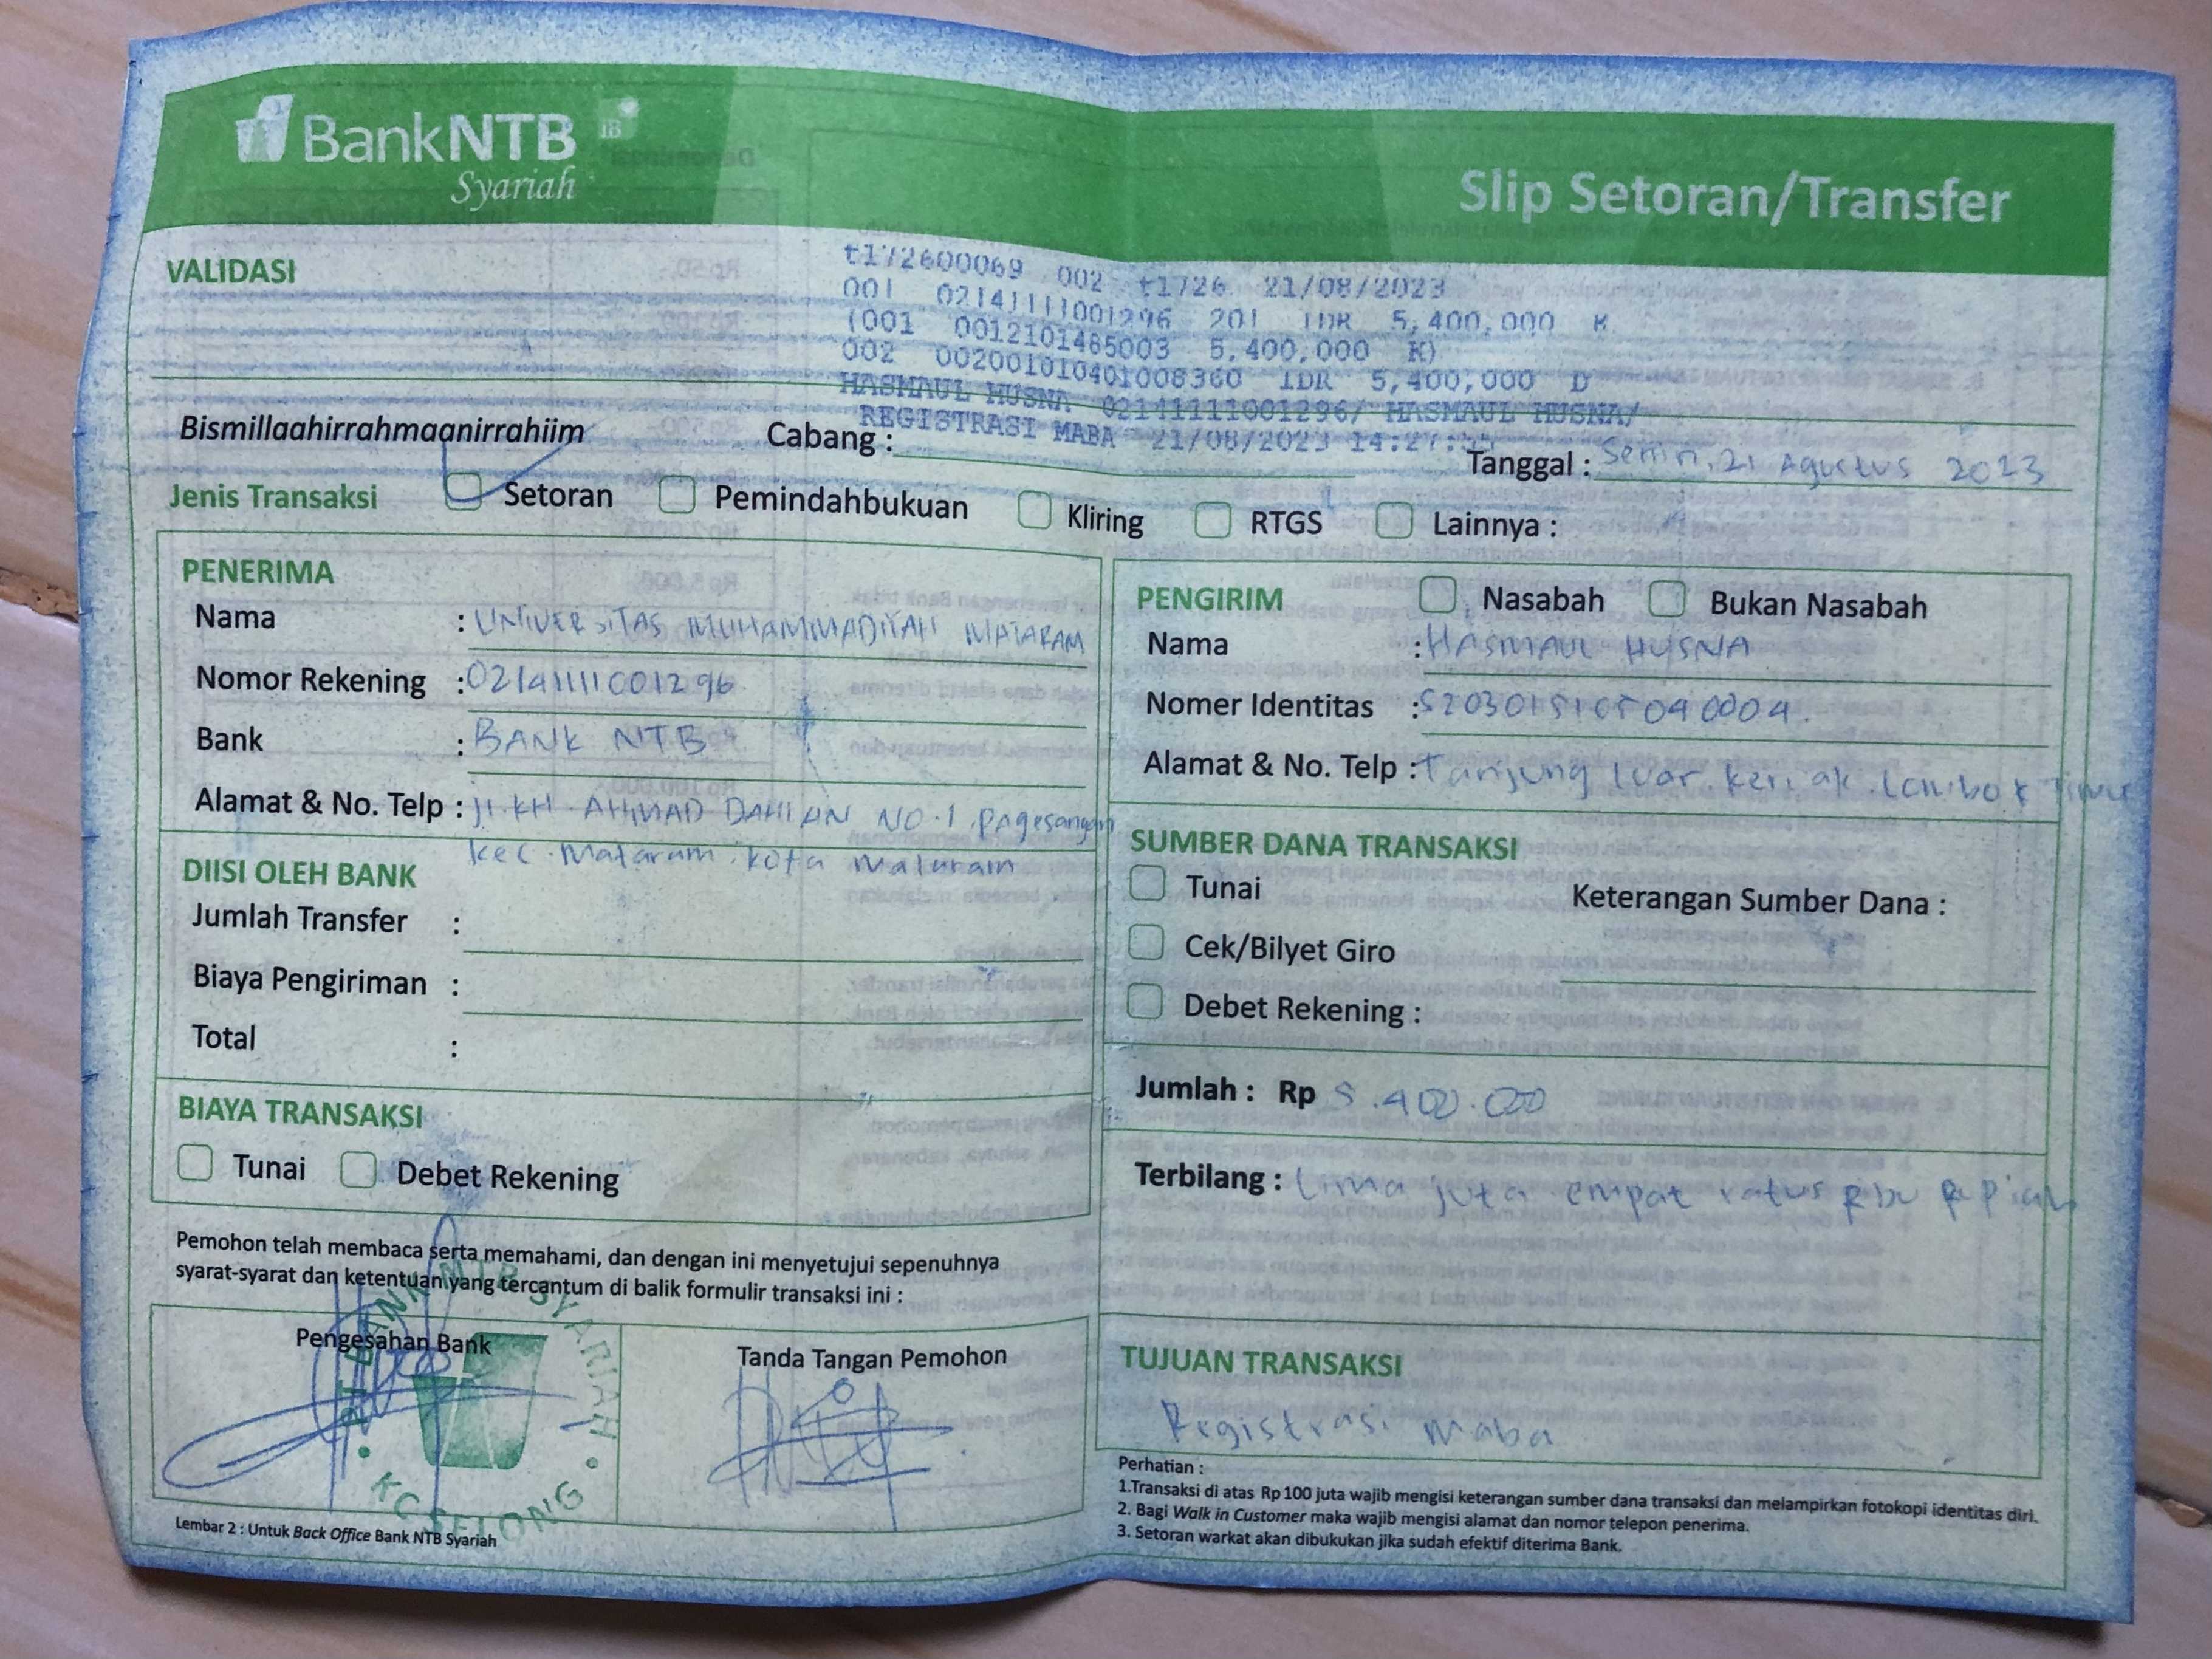 BankNTB
Syariah
IB
Slip Setoran/Transfer
VALIDASI
t172600069 002 t1726 21/08/2023
001 02141111001296 201 IDR 5,400,000 K
(001 0012101465003 5,400,000 K)
002 002001010401008360 IDR 5,400,000 D
HASMAUL HUSNA 02141111001296/ HASMAUL HUSNA/
REGISTRASI MABA 21/08/2023 14:27:
Bismillaahirrahmaanirrahiim
Cabang :
Tanggal : Senin, 21 Agustus 2023
Jenis Transaksi Setoran Pemindahbukuan Kliring RTGS Lainnya :
PENERIMA
Nama : UNIVERSITAS MUHAMMADIYAH MATARAM
Nomor Rekening : 02141111001296
Bank : BANK NTB
Alamat & No. Telp : jl. KH. AHMAD DAHLAN NO.1 pagesangan
kec. Mataram. kota mataram
PENGIRIM Nasabah Bukan Nasabah
Nama : HASMAUL HUSNA
Nomer Identitas : 5203015105040004.
Alamat & No. Telp : Tanjung Luar. keruak. Lombok Timur
DIISI OLEH BANK
Jumlah Transfer :
Biaya Pengiriman :
Total :
SUMBER DANA TRANSAKSI
Tunai Keterangan Sumber Dana :
Cek/Bilyet Giro
Debet Rekening :
Jumlah : Rp 5.400.000
BIAYA TRANSAKSI
Tunai Debet Rekening
Terbilang : Lima juta empat ratus Ribu Rupiah
Pemohon telah membaca serta memahami, dan dengan ini menyetujui sepenuhnya
syarat-syarat dan ketentuan yang tercantum di balik formulir transaksi ini :
Pengesahan Bank
PT BANK NTB SYARIAH
KC SELONG
Tanda Tangan Pemohon
TUJUAN TRANSAKSI
Registrasi Maba
Lembar 2 : Untuk Back Office Bank NTB Syariah
Perhatian :
1.Transaksi di atas Rp 100 juta wajib mengisi keterangan sumber dana transaksi dan melampirkan fotokopi identitas diri.
2. Bagi Walk in Customer maka wajib mengisi alamat dan nomor telepon penerima.
3. Setoran warkat akan dibukukan jika sudah efektif diterima Bank.